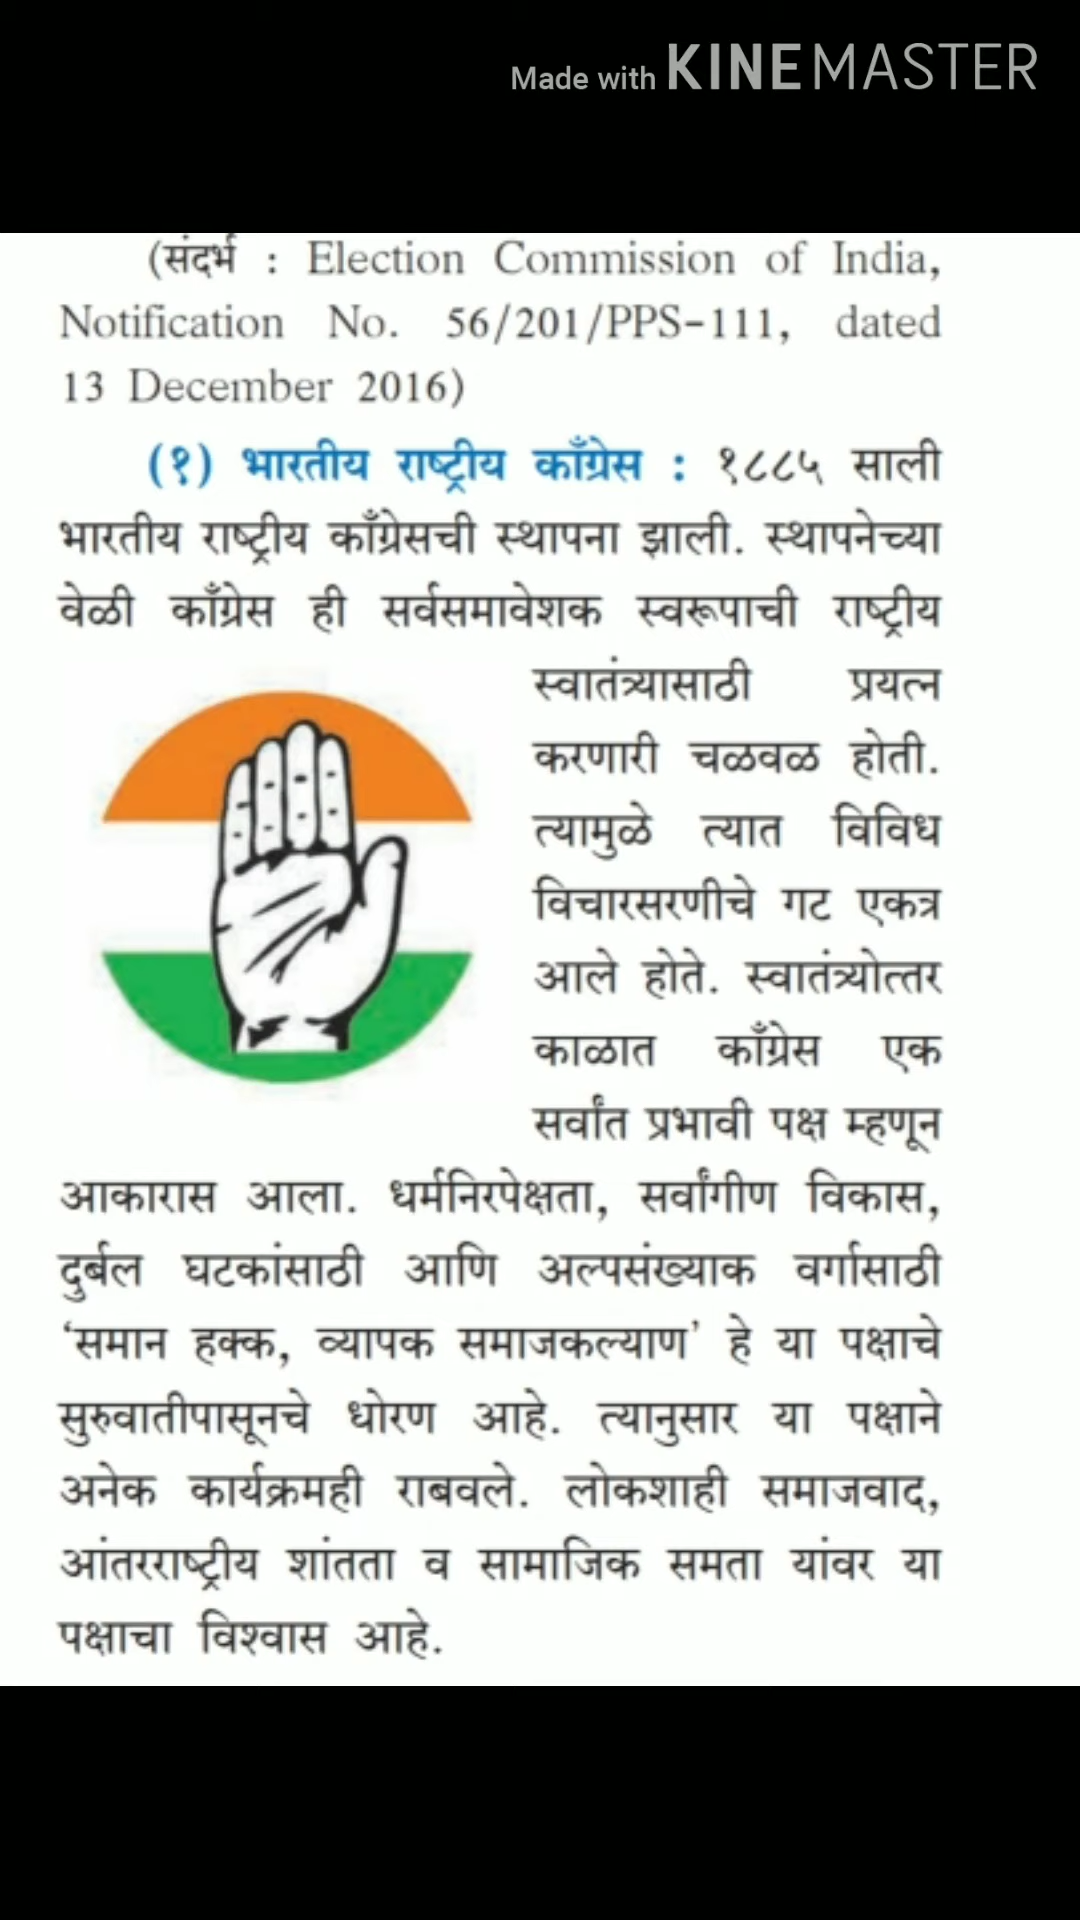 Made with KINEMASTER
(संदर्भ : Election Commission of India,
Notification No. 56/201/PPS-111, dated
13 December 2016)
(१) भारतीय राष्ट्रीय काँग्रेस : १८८५ साली
भारतीय राष्ट्रीय काँग्रेसची स्थापना झाली. स्थापनेच्या
वेळी काँग्रेस ही सर्वसमावेशक स्वरूपाची राष्ट्रीय
स्वातंत्र्यासाठी प्रयत्न
करणारी चळवळ होती.
त्यामुळे त्यात विविध
विचारसरणीचे गट एकत्र
आले होते. स्वातंत्र्योत्तर
काळात काँग्रेस एक
सर्वांत प्रभावी पक्ष म्हणून
आकारास आला. धर्मनिरपेक्षता, सर्वांगीण विकास,
दुर्बल घटकांसाठी आणि अल्पसंख्याक वर्गासाठी
‘समान हक्क, व्यापक समाजकल्याण’ हे या पक्षाचे
सुरुवातीपासूनचे धोरण आहे. त्यानुसार या पक्षाने
अनेक कार्यक्रमही राबवले. लोकशाही समाजवाद,
आंतरराष्ट्रीय शांतता व सामाजिक समता यांवर या
पक्षाचा विश्वास आहे.